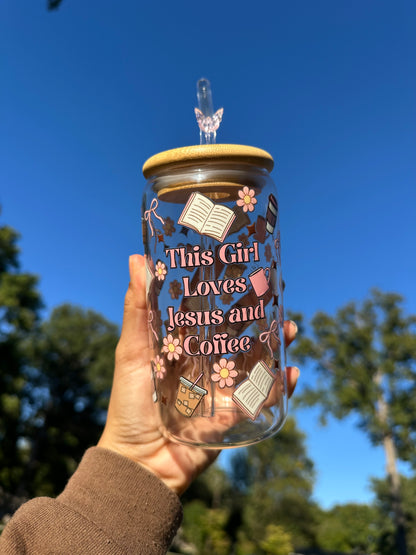 This Girl
Loves
Jesus and
Coffee